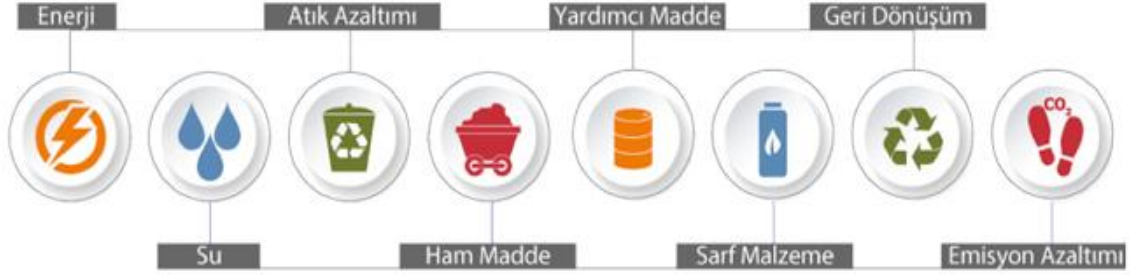 Enerji
Atık Azaltımı
Yardımcı Madde
Geri Dönüşüm
CO₂
Su
Ham Madde
Sarf Malzeme
Emisyon Azaltımı